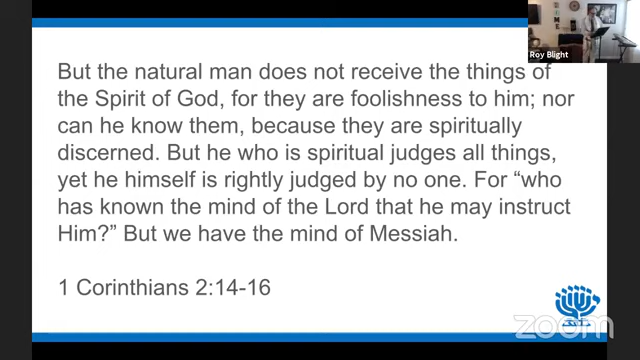 Roy Blight
But the natural man does not receive the things of
the Spirit of God, for they are foolishness to him; nor
can he know them, because they are spiritually
discerned. But he who is spiritual judges all things,
yet he himself is rightly judged by no one. For “who
has known the mind of the Lord that he may instruct
Him?” But we have the mind of Messiah.
1 Corinthians 2:14-16
zoom